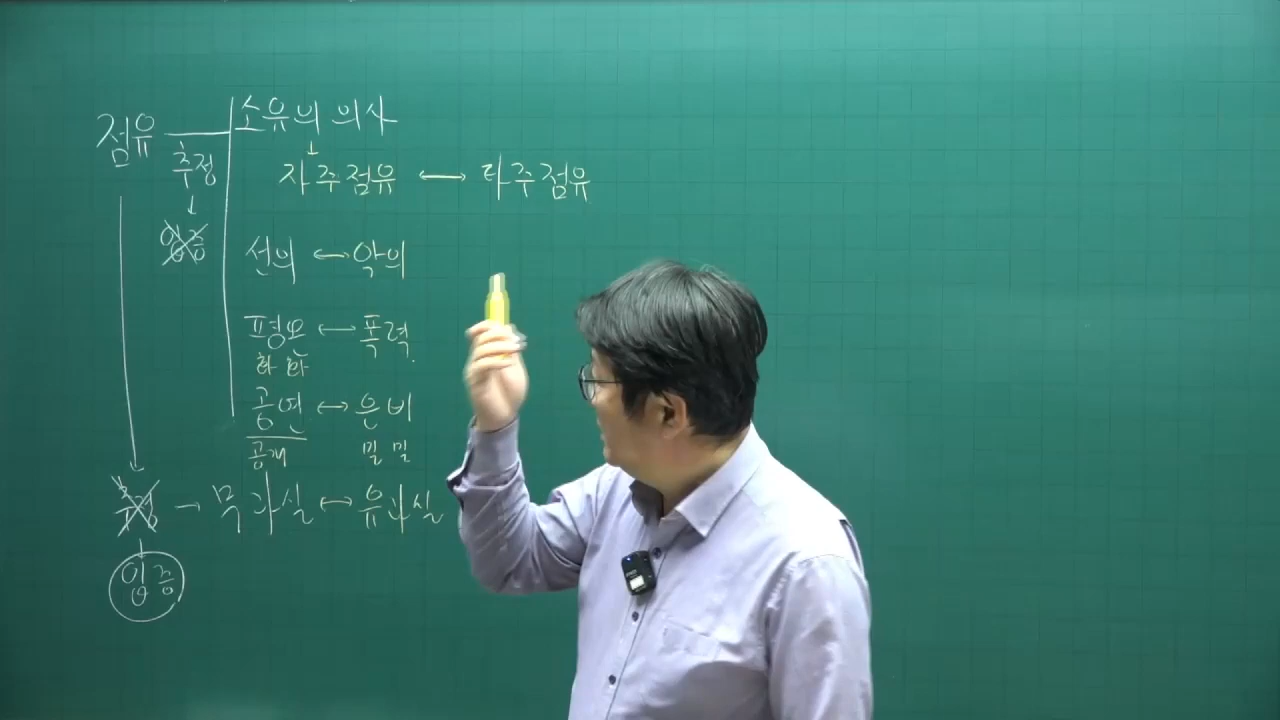 점유 소유의 의사
추정
자주점유 ↔ 타주점유
입증
선의 ↔ 악의
평온 ↔ 폭력
공연 ↔ 은비
공개 밀밀
추정 → 무과실 ↔ 유과실
입증